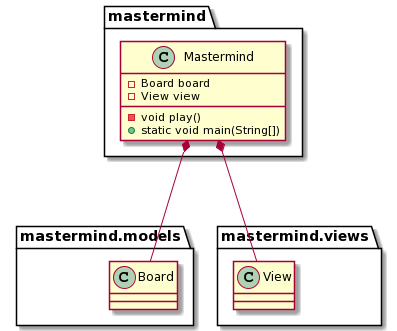 mastermind
C Mastermind
Board board
View view
void play()
static void main(String[])
mastermind.models
mastermind.views
C Board
C View